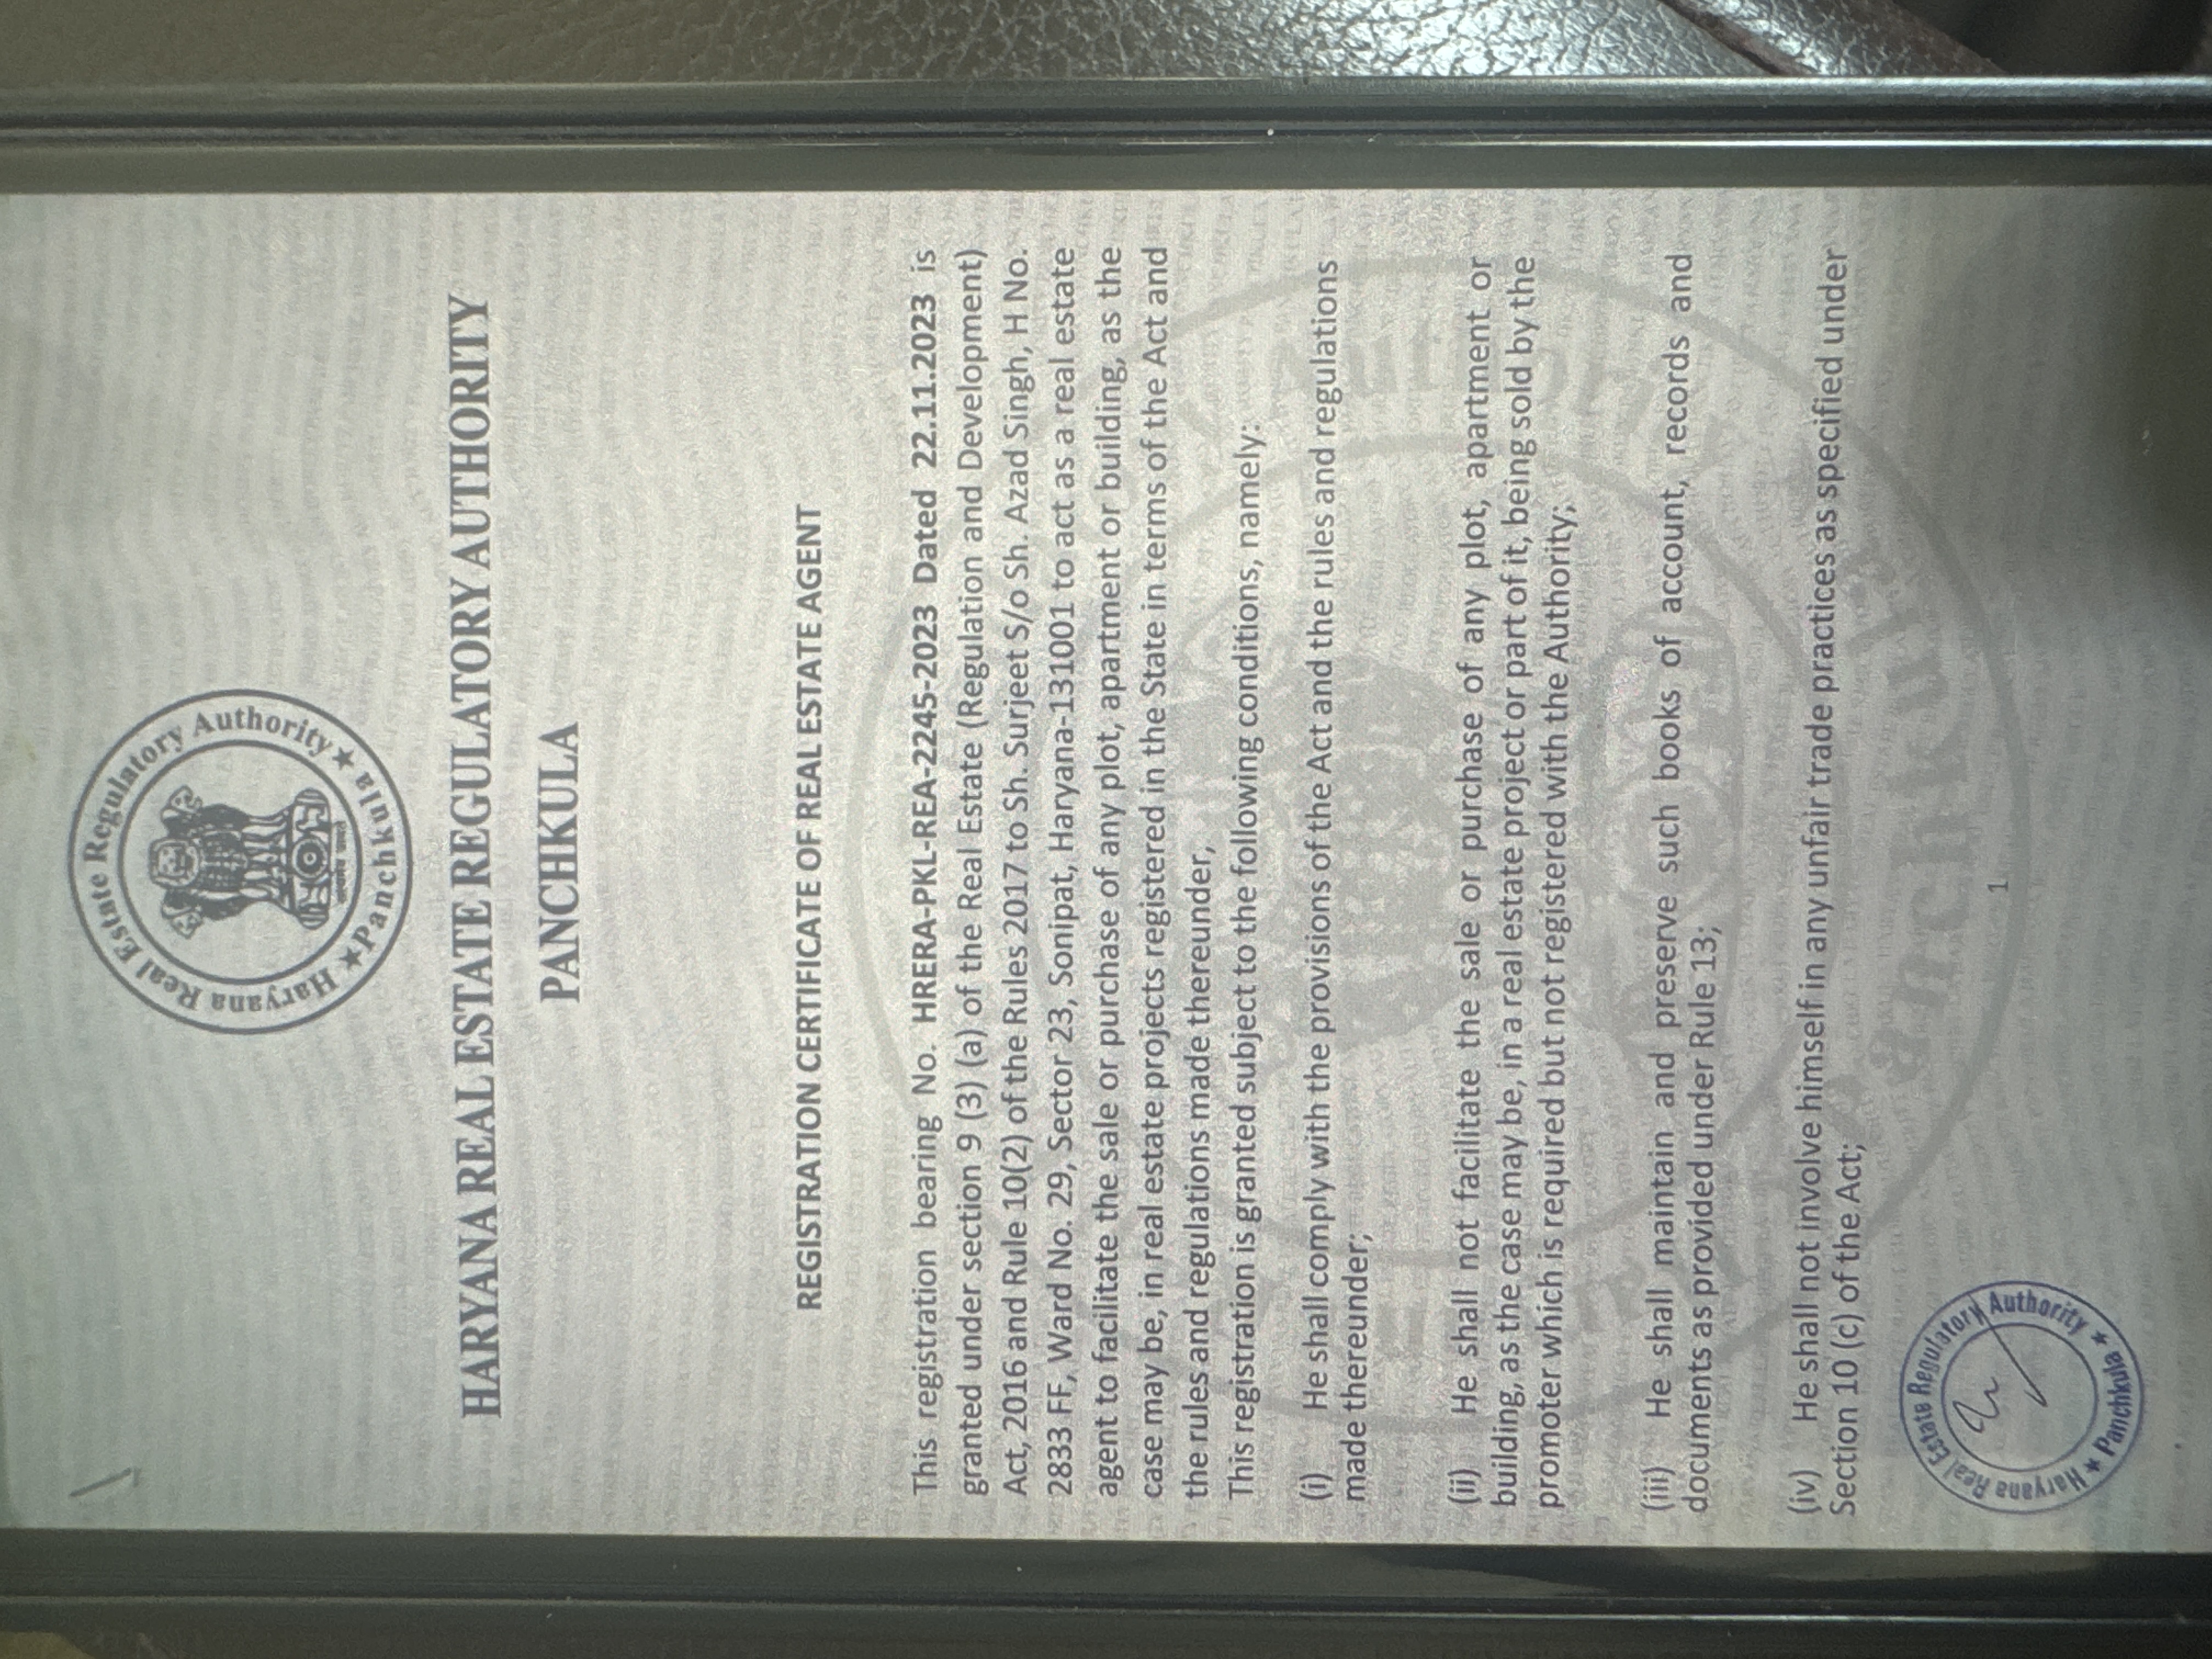 Haryana Real Estate Regulatory Authority
Panchkula
HARYANA REAL ESTATE REGULATORY AUTHORITY
PANCHKULA
REGISTRATION CERTIFICATE OF REAL ESTATE AGENT
This registration bearing No. HRERA-PKL-REA-2245-2023 Dated 22.11.2023 is
granted under section 9 (3) (a) of the Real Estate (Regulation and Development)
Act, 2016 and Rule 10(2) of the Rules 2017 to Sh. Surjeet S/o Sh. Azad Singh, H No.
2833 FF, Ward No. 29, Sector 23, Sonipat, Haryana-131001 to act as a real estate
agent to facilitate the sale or purchase of any plot, apartment or building, as the
case may be, in real estate projects registered in the State in terms of the Act and
the rules and regulations made thereunder,
This registration is granted subject to the following conditions, namely:
(i) He shall comply with the provisions of the Act and the rules and regulations
made thereunder;
(ii) He shall not facilitate the sale or purchase of any plot, apartment or
building, as the case may be, in a real estate project or part of it, being sold by the
promoter which is required but not registered with the Authority;
(iii) He shall maintain and preserve such books of account, records and
documents as provided under Rule 13;
(iv) He shall not involve himself in any unfair trade practices as specified under
Section 10 (c) of the Act;
Haryana Real Estate Regulatory Authority
Panchkula
1